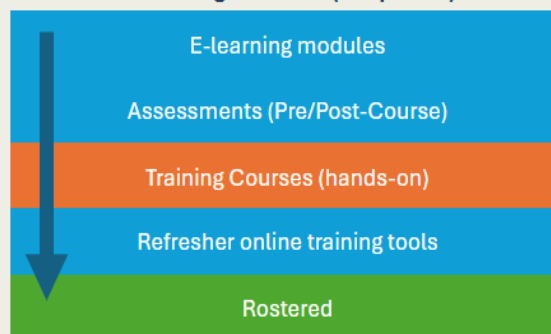 E-learning modules
Assessments (Pre/Post-Course)
Training Courses (hands-on)
Refresher online training tools
Rostered